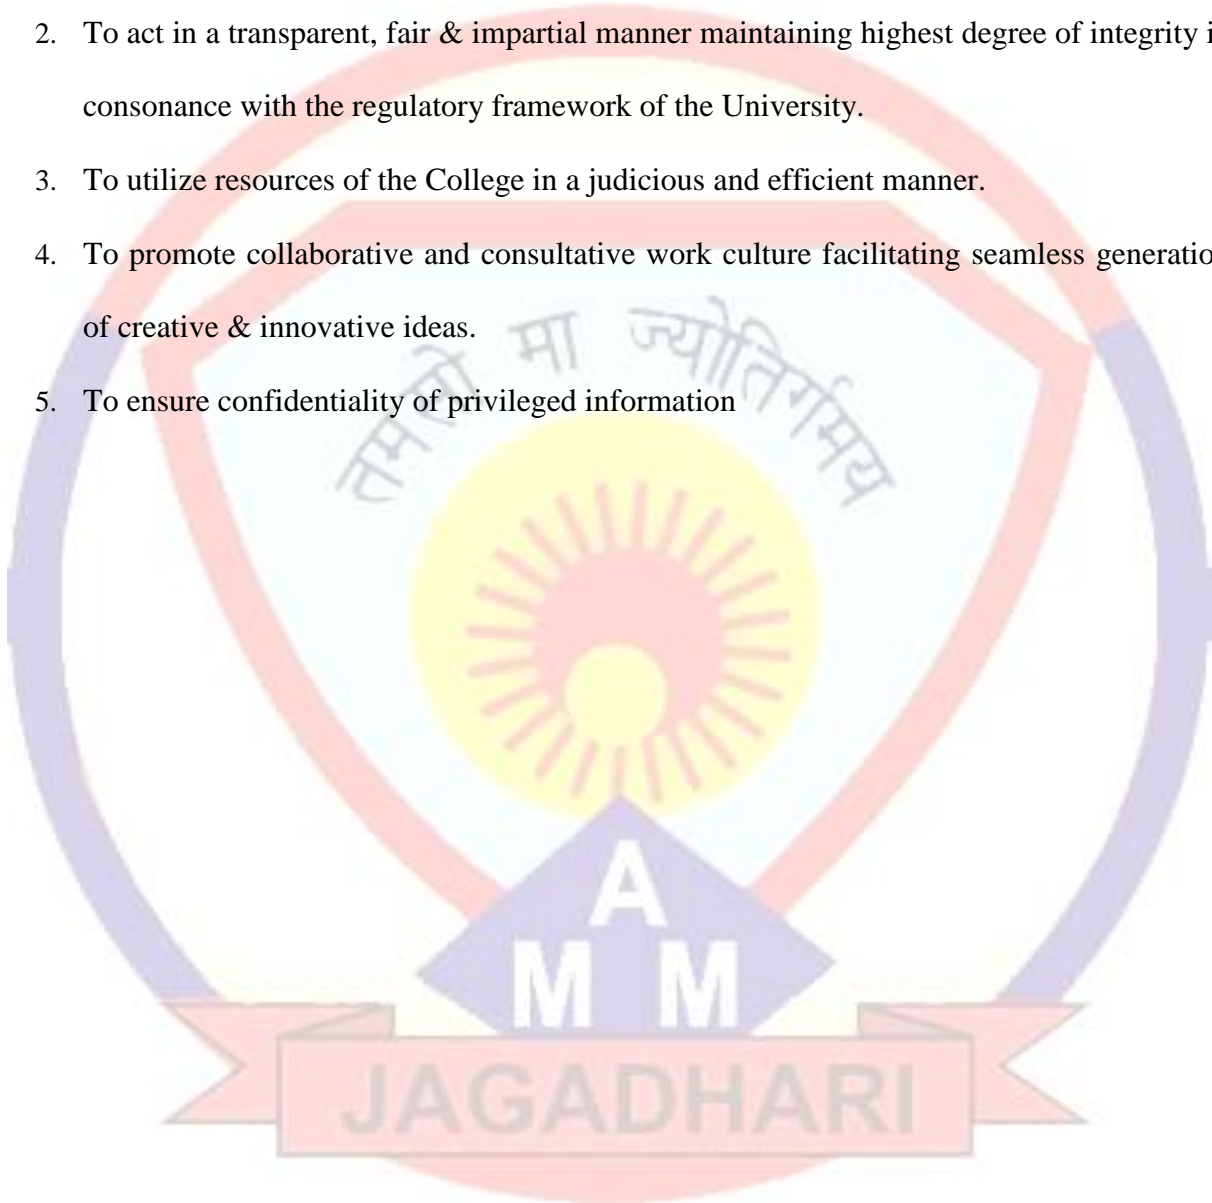 2. To act in a transparent, fair & impartial manner maintaining highest degree of integrity i
consonance with the regulatory framework of the University.
3. To utilize resources of the College in a judicious and efficient manner.
4. To promote collaborative and consultative work culture facilitating seamless generatio
of creative & innovative ideas.
5. To ensure confidentiality of privileged information
तमसो मा ज्योतिर्गमय
A
M M
JAGADHARI